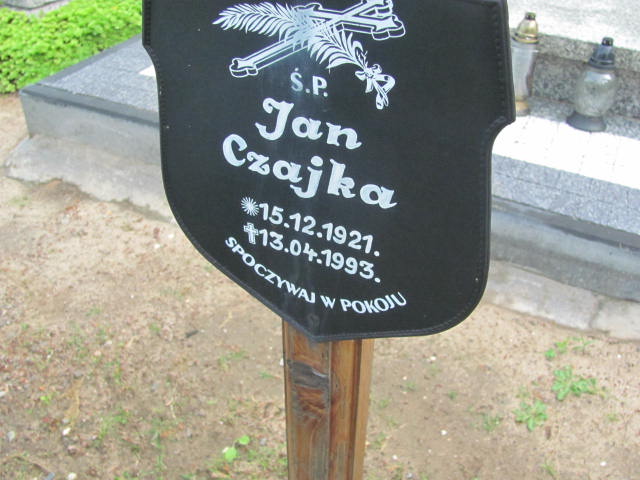 Ś.P.
Jan
Czajka
15.12.1921.
13.04.1993.
SPOCZYWAJ W POKOJU